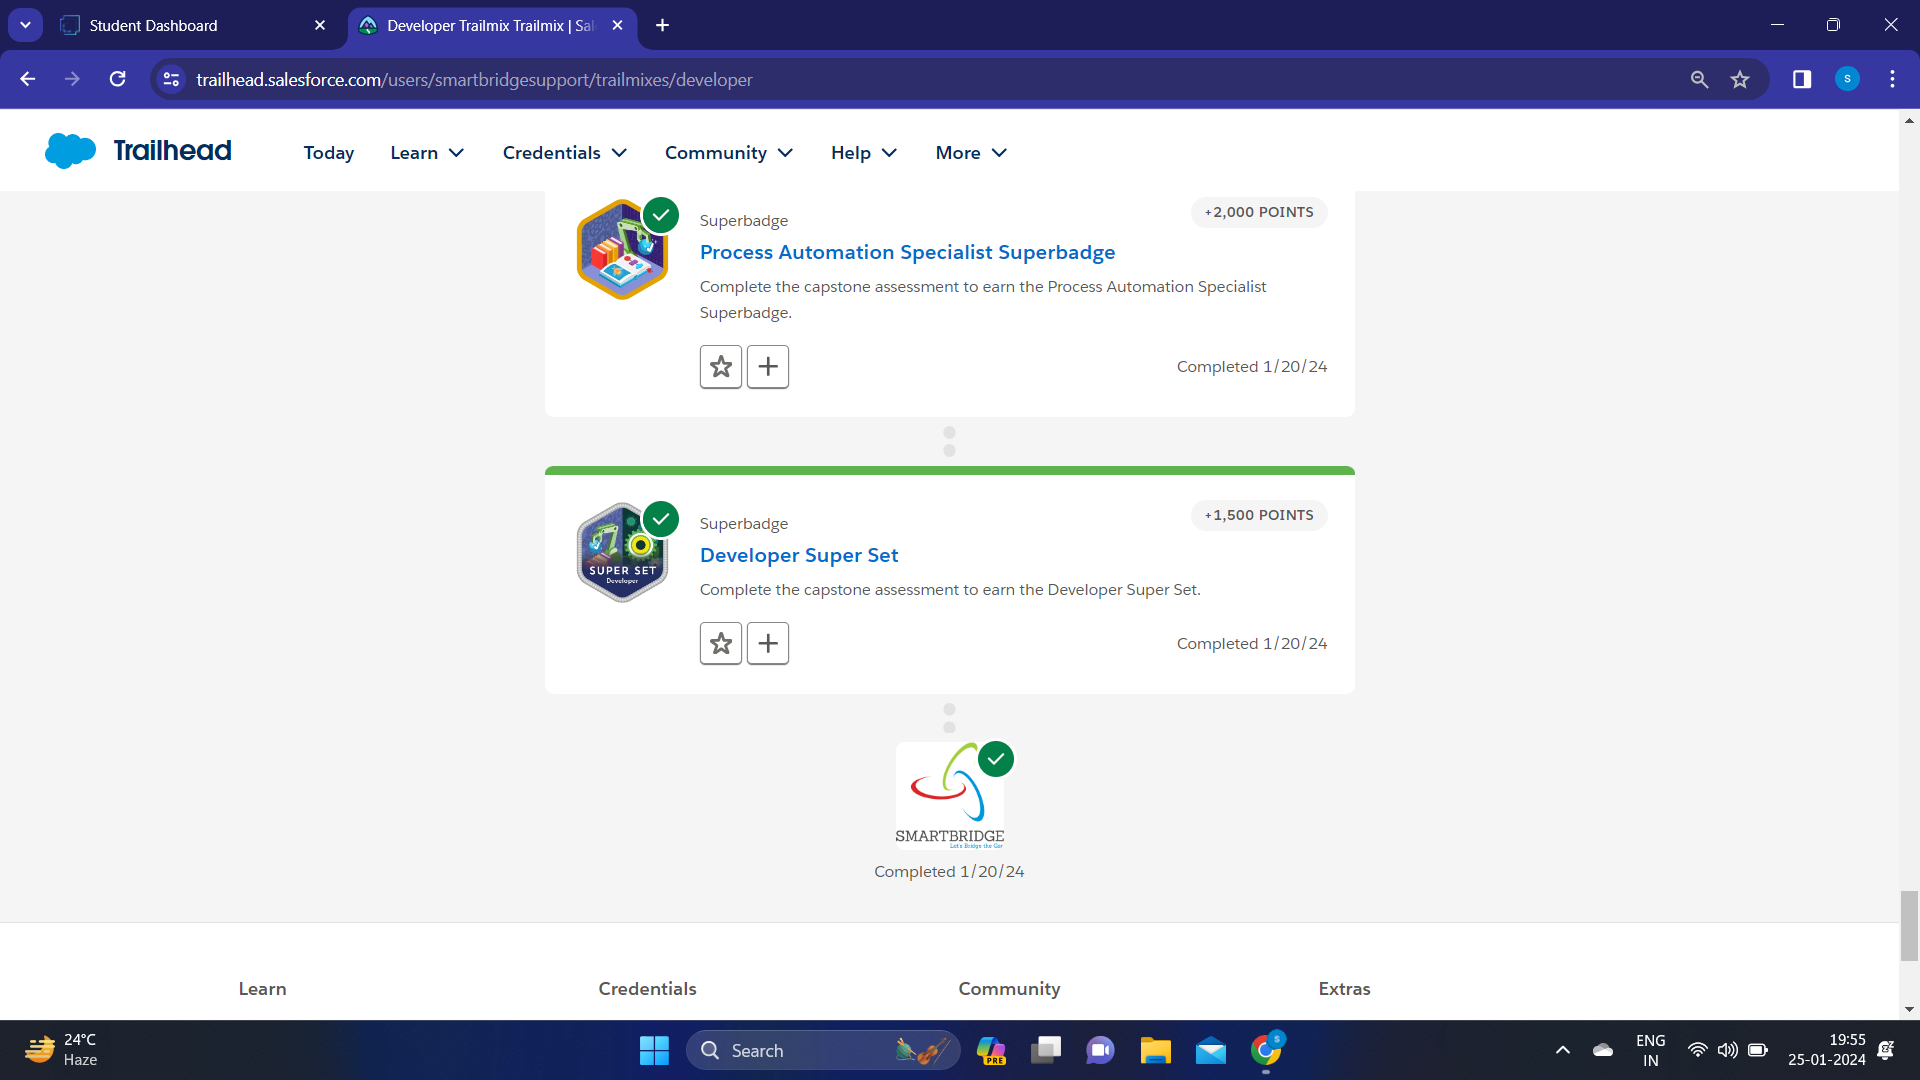 Student Dashboard
Developer Trailmix Trailmix | Sal
trailhead.salesforce.com/users/smartbridgesupport/trailmixes/developer
S
Trailhead
Today Learn Credentials Community Help More
Superbadge
+2,000 POINTS
Process Automation Specialist Superbadge
Complete the capstone assessment to earn the Process Automation Specialist
Superbadge.
Completed 1/20/24
Superbadge
+1,500 POINTS
SUPER SET
Developer
Developer Super Set
Complete the capstone assessment to earn the Developer Super Set.
Completed 1/20/24
SMARTBRIDGE
Let's Bridge the Gap
Completed 1/20/24
Learn Credentials Community Extras
24°C
Haze
Search
PRE
S
ENG
IN
19:55
25-01-2024